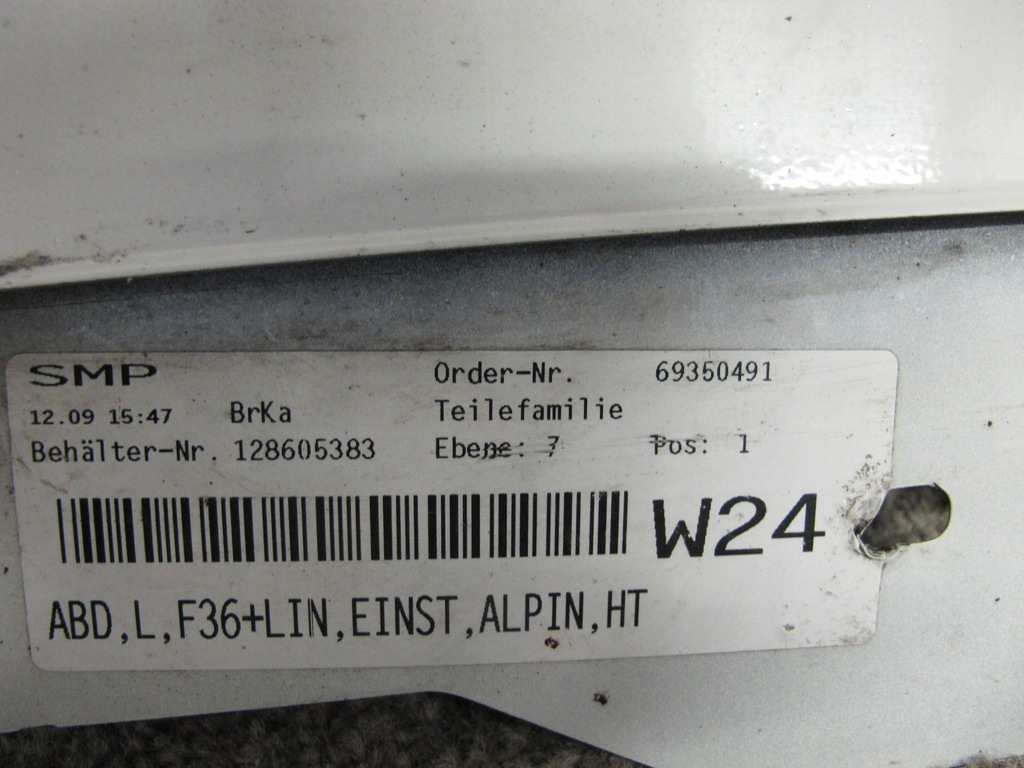 SMP Order-Nr. 69350491
12.09 15:47 BrKa Teilefamilie
Behälter-Nr. 128605383 Ebene: 7 Pos: 1
W24
ABD,L,F36+LIN,EINST,ALPIN,HT